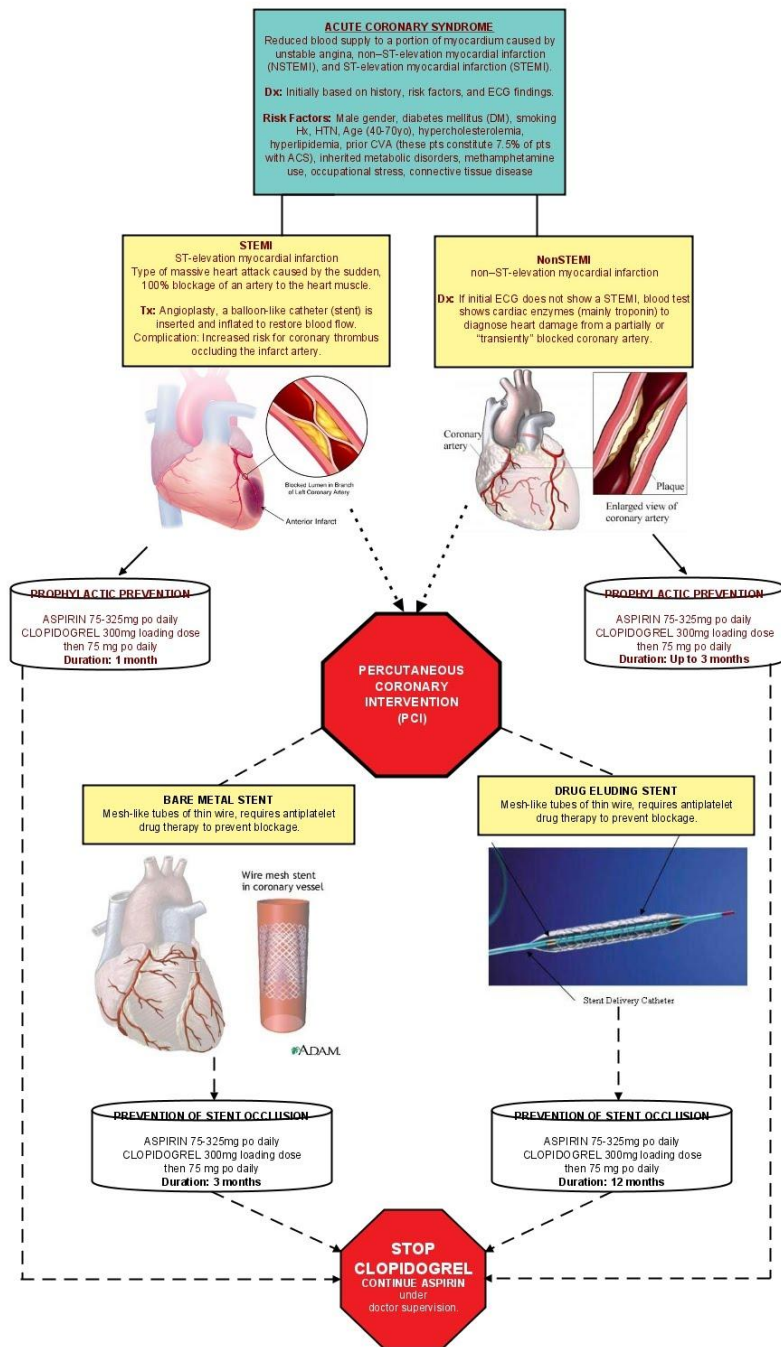 ACUTE CORONARY SYNDROME
Reduced blood supply to a portion of myocardium caused by
unstable angina, non–ST-elevation myocardial infarction
(NSTEMI), and ST-elevation myocardial infarction (STEMI).
Dx: Initially based on history, risk factors, and ECG findings.
Risk Factors: Male gender, diabetes mellitus (DM), smoking
Hx, HTN, Age (40-70yo), hypercholesterolemia,
hyperlipidemia, prior CVA (these pts constitute 7.5% of pts
with ACS), inherited metabolic disorders, methamphetamine
use, occupational stress, connective tissue disease
STEMI
ST-elevation myocardial infarction
Type of massive heart attack caused by the sudden,
100% blockage of an artery to the heart muscle.
Tx: Angioplasty, a balloon-like catheter (stent) is
inserted and inflated to restore blood flow.
Complication: Increased risk for coronary thrombus
occluding the infarct artery.
NonSTEMI
non–ST-elevation myocardial infarction
Dx: If initial ECG does not show a STEMI, blood test
shows cardiac enzymes (mainly troponin) to
diagnose heart damage from a partially or
“transiently” blocked coronary artery.
Blocked Lumen in Branch
of Left Coronary Artery
Anterior Infarct
Coronary
artery
Plaque
Enlarged view of
coronary artery
PROPHYLACTIC PREVENTION
ASPIRIN 75-325mg po daily
CLOPIDOGREL 300mg loading dose
then 75 mg po daily
Duration: 1 month
PROPHYLACTIC PREVENTION
ASPIRIN 75-325mg po daily
CLOPIDOGREL 300mg loading dose
then 75 mg po daily
Duration: Up to 3 months
PERCUTANEOUS
CORONARY
INTERVENTION
(PCI)
BARE METAL STENT
Mesh-like tubes of thin wire, requires antiplatelet
drug therapy to prevent blockage.
DRUG ELUDING STENT
Mesh-like tubes of thin wire, requires antiplatelet
drug therapy to prevent blockage.
Wire mesh stent
in coronary vessel
ADAM.
Stent Delivery Catheter
PREVENTION OF STENT OCCLUSION
ASPIRIN 75-325mg po daily
CLOPIDOGREL 300mg loading dose
then 75 mg po daily
Duration: 3 months
PREVENTION OF STENT OCCLUSION
ASPIRIN 75-325mg po daily
CLOPIDOGREL 300mg loading dose
then 75 mg po daily
Duration: 12 months
STOP
CLOPIDOGREL
CONTINUE ASPIRIN
under
doctor supervision.